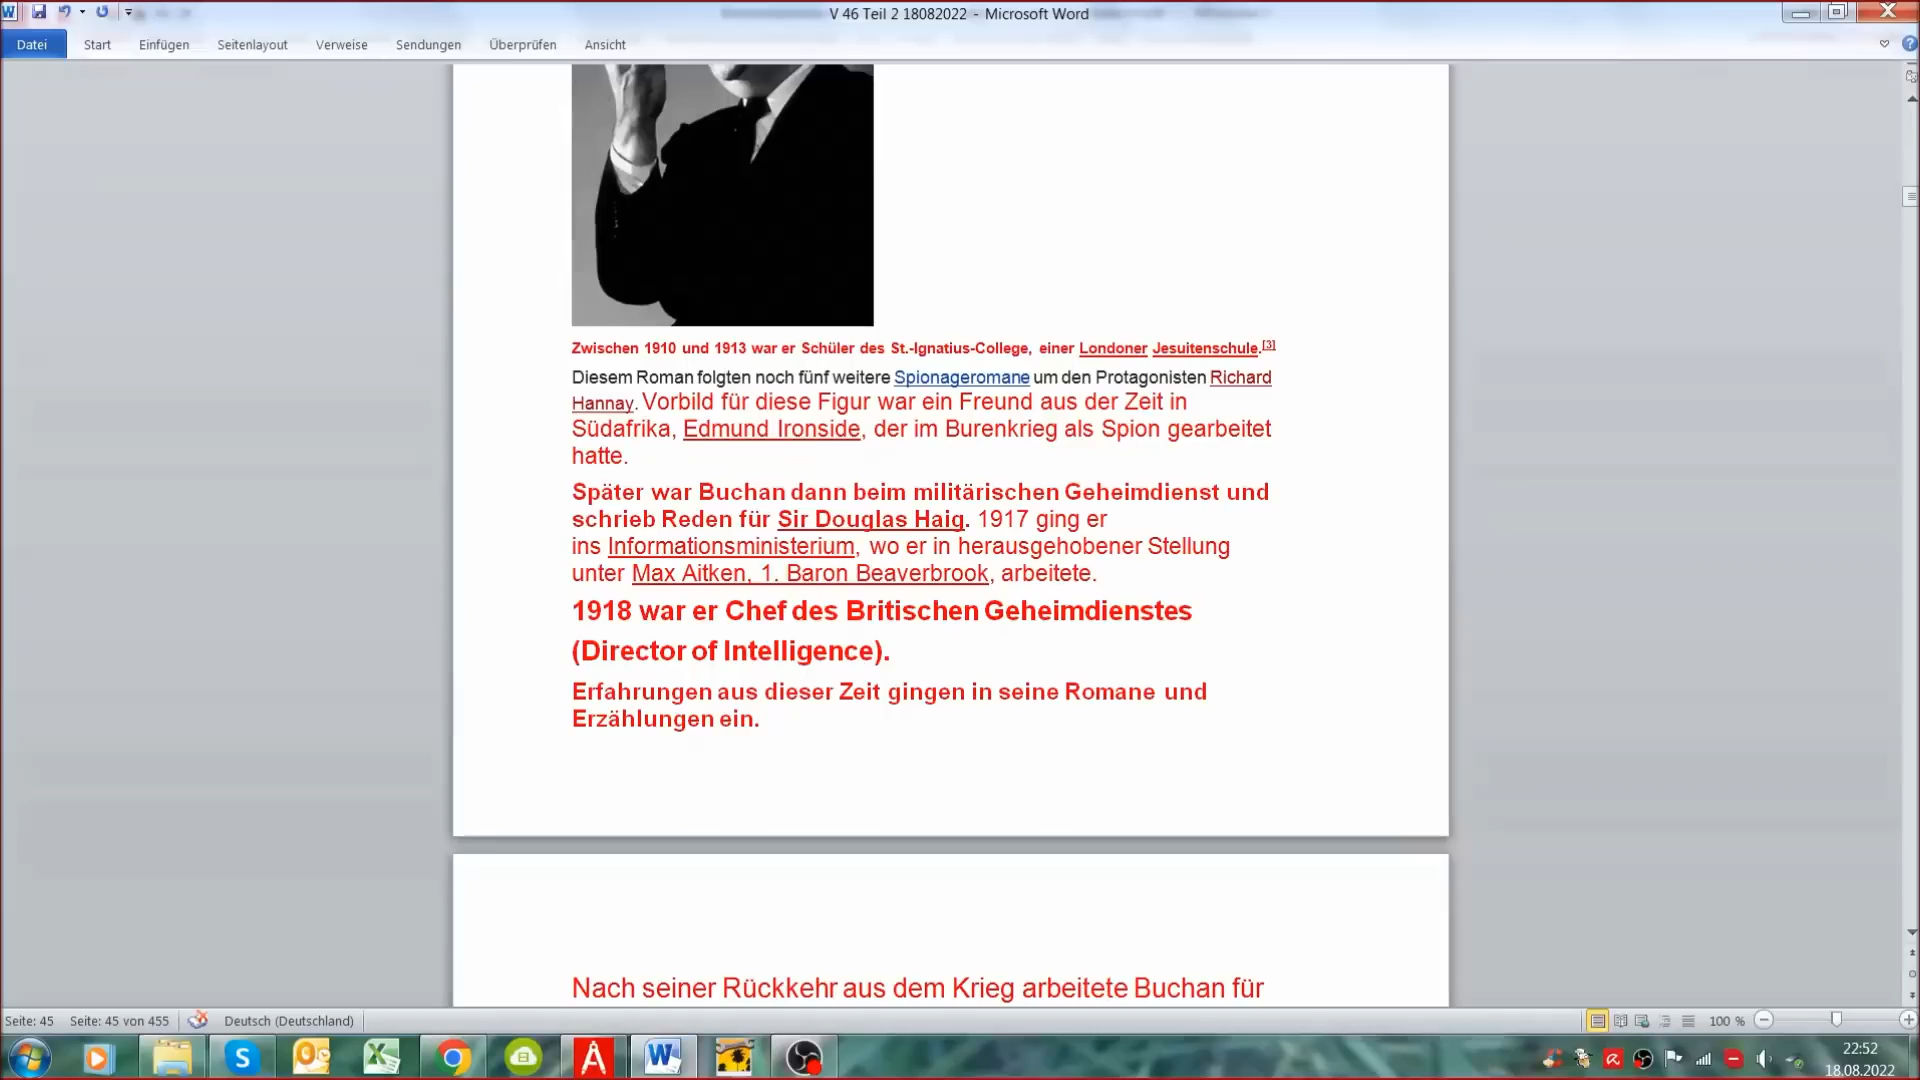 V 46 Teil 2 18082022 - Microsoft Word
Datei Start Einfügen Seitenlayout Verweise Sendungen Überprüfen Ansicht
Zwischen 1910 und 1913 war er Schüler des St.-Ignatius-College, einer Londoner Jesuitenschule.[3]
Diesem Roman folgten noch fünf weitere Spionageromane um den Protagonisten Richard
Hannay. Vorbild für diese Figur war ein Freund aus der Zeit in
Südafrika, Edmund Ironside, der im Burenkrieg als Spion gearbeitet
hatte.
Später war Buchan dann beim militärischen Geheimdienst und
schrieb Reden für Sir Douglas Haig. 1917 ging er
ins Informationsministerium, wo er in herausgehobener Stellung
unter Max Aitken, 1. Baron Beaverbrook, arbeitete.
1918 war er Chef des Britischen Geheimdienstes
(Director of Intelligence).
Erfahrungen aus dieser Zeit gingen in seine Romane und
Erzählungen ein.
Nach seiner Rückkehr aus dem Krieg arbeitete Buchan für
Seite: 45 Seite: 45 von 455 Deutsch (Deutschland) 100 %
22:52
18.08.2022